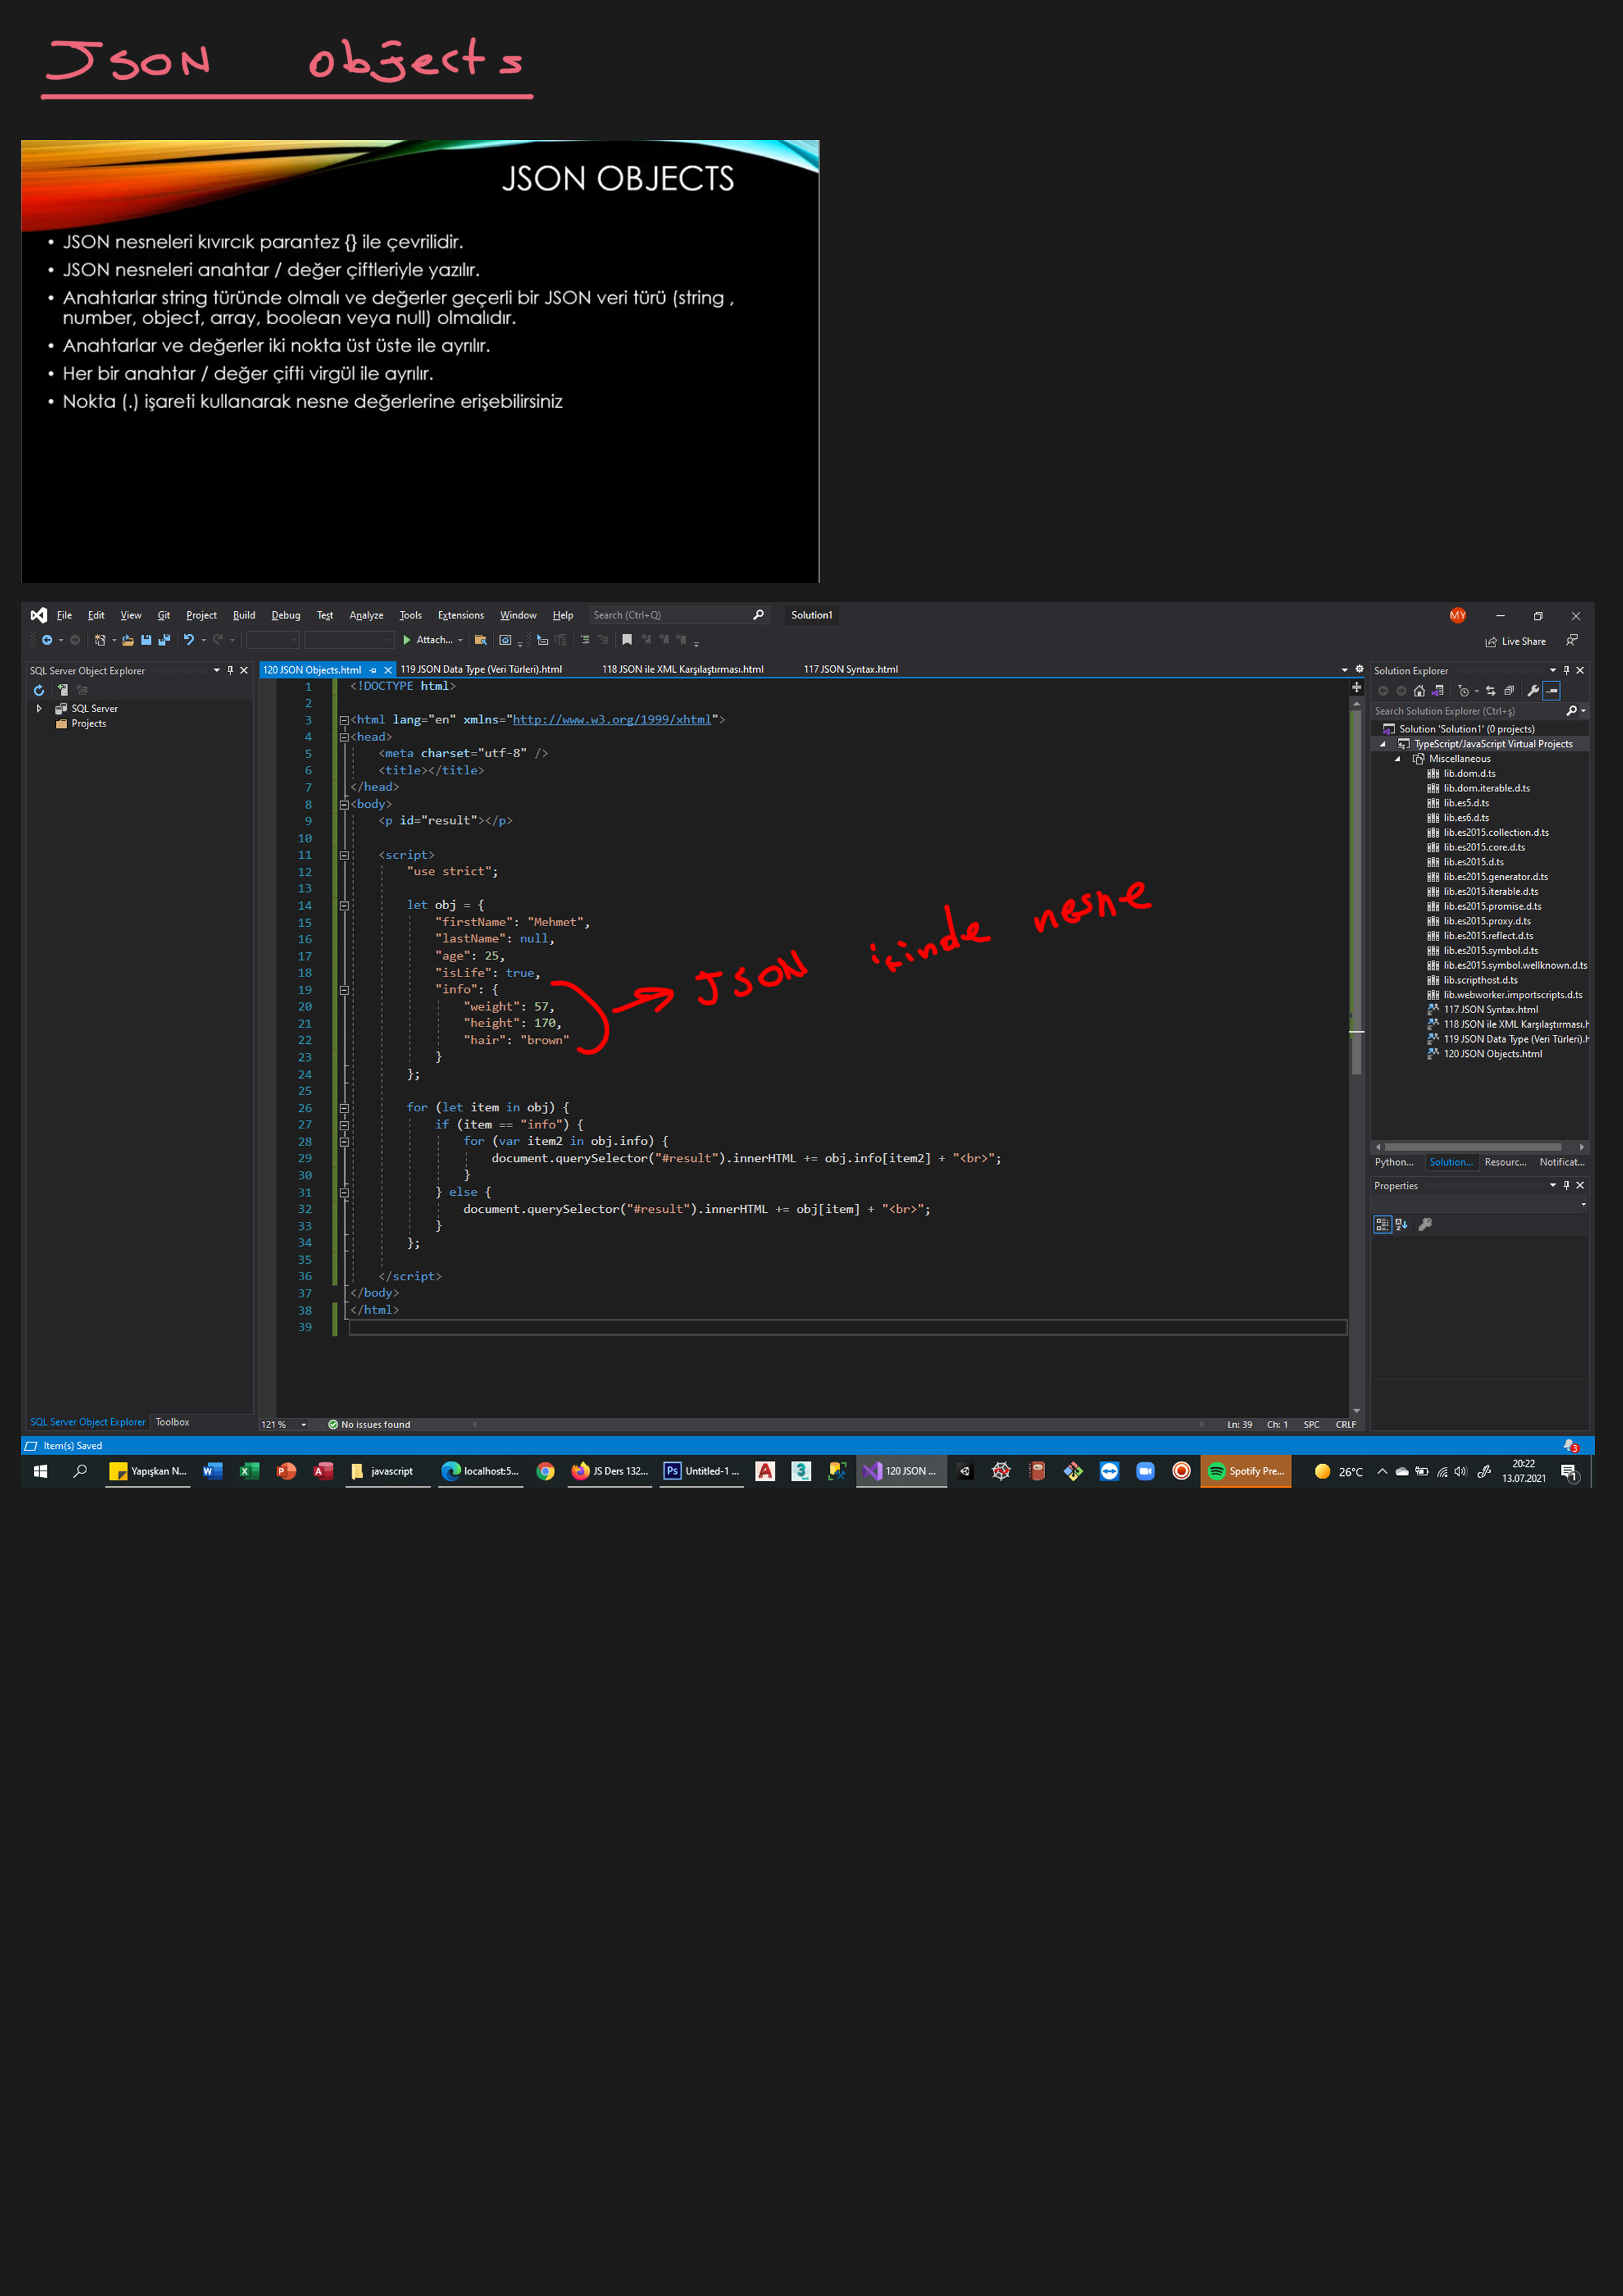 Json objects
JSON OBJECTS
• JSON nesneleri kıvırcık parantez {} ile çevrilidir.
• JSON nesneleri anahtar / değer çiftleriyle yazılır.
• Anahtarlar string türünde olmalı ve değerler geçerli bir JSON veri türü (string ,
number, object, array, boolean veya null) olmalıdır.
• Anahtarlar ve değerler iki nokta üst üste ile ayrılır.
• Her bir anahtar / değer çifti virgül ile ayrılır.
• Nokta (.) işareti kullanarak nesne değerlerine erişebilirsiniz
File Edit View Git Project Build Debug Test Analyze Tools Extensions Window Help Search (Ctrl+Q) Solution1 MY
Attach... Live Share
SQL Server Object Explorer
SQL Server
Projects
120 JSON Objects.html 119 JSON Data Type (Veri Türleri).html 118 JSON ile XML Karşılaştırması.html 117 JSON Syntax.html
1 <!DOCTYPE html>
2
3 <html lang="en" xmlns="http://www.w3.org/1999/xhtml">
4 <head>
5 <meta charset="utf-8" />
6 <title></title>
7 </head>
8 <body>
9 <p id="result"></p>
10
11 <script>
12 "use strict";
13
14 let obj = {
15 "firstName": "Mehmet",
16 "lastName": null,
17 "age": 25,
18 "isLife": true,
19 "info": {
20 "weight": 57,
21 "height": 170,
22 "hair": "brown"
23 }
24 };
25
26 for (let item in obj) {
27 if (item == "info") {
28 for (var item2 in obj.info) {
29 document.querySelector("#result").innerHTML += obj.info[item2] + "<br>";
30 }
31 } else {
32 document.querySelector("#result").innerHTML += obj[item] + "<br>";
33 }
34 };
35
36 </script>
37 </body>
38 </html>
39
JSON içinde nesne
Solution Explorer
Search Solution Explorer (Ctrl+ş)
Solution 'Solution1' (0 projects)
TypeScript/JavaScript Virtual Projects
Miscellaneous
lib.dom.d.ts
lib.dom.iterable.d.ts
lib.es5.d.ts
lib.es6.d.ts
lib.es2015.collection.d.ts
lib.es2015.core.d.ts
lib.es2015.d.ts
lib.es2015.generator.d.ts
lib.es2015.iterable.d.ts
lib.es2015.promise.d.ts
lib.es2015.proxy.d.ts
lib.es2015.reflect.d.ts
lib.es2015.symbol.d.ts
lib.es2015.symbol.wellknown.d.ts
lib.scripthost.d.ts
lib.webworker.importscripts.d.ts
117 JSON Syntax.html
118 JSON ile XML Karşılaştırması.h
119 JSON Data Type (Veri Türleri).h
120 JSON Objects.html
Python... Solution... Resourc... Notificat...
Properties
SQL Server Object Explorer Toolbox
121 % No issues found Ln: 39 Ch: 1 SPC CRLF
Item(s) Saved 3
Yapışkan N... javascript localhost:5... JS Ders 132... Ps Untitled-1 ... 120 JSON ... Spotify Pre... 26°C 20:22
13.07.2021 1